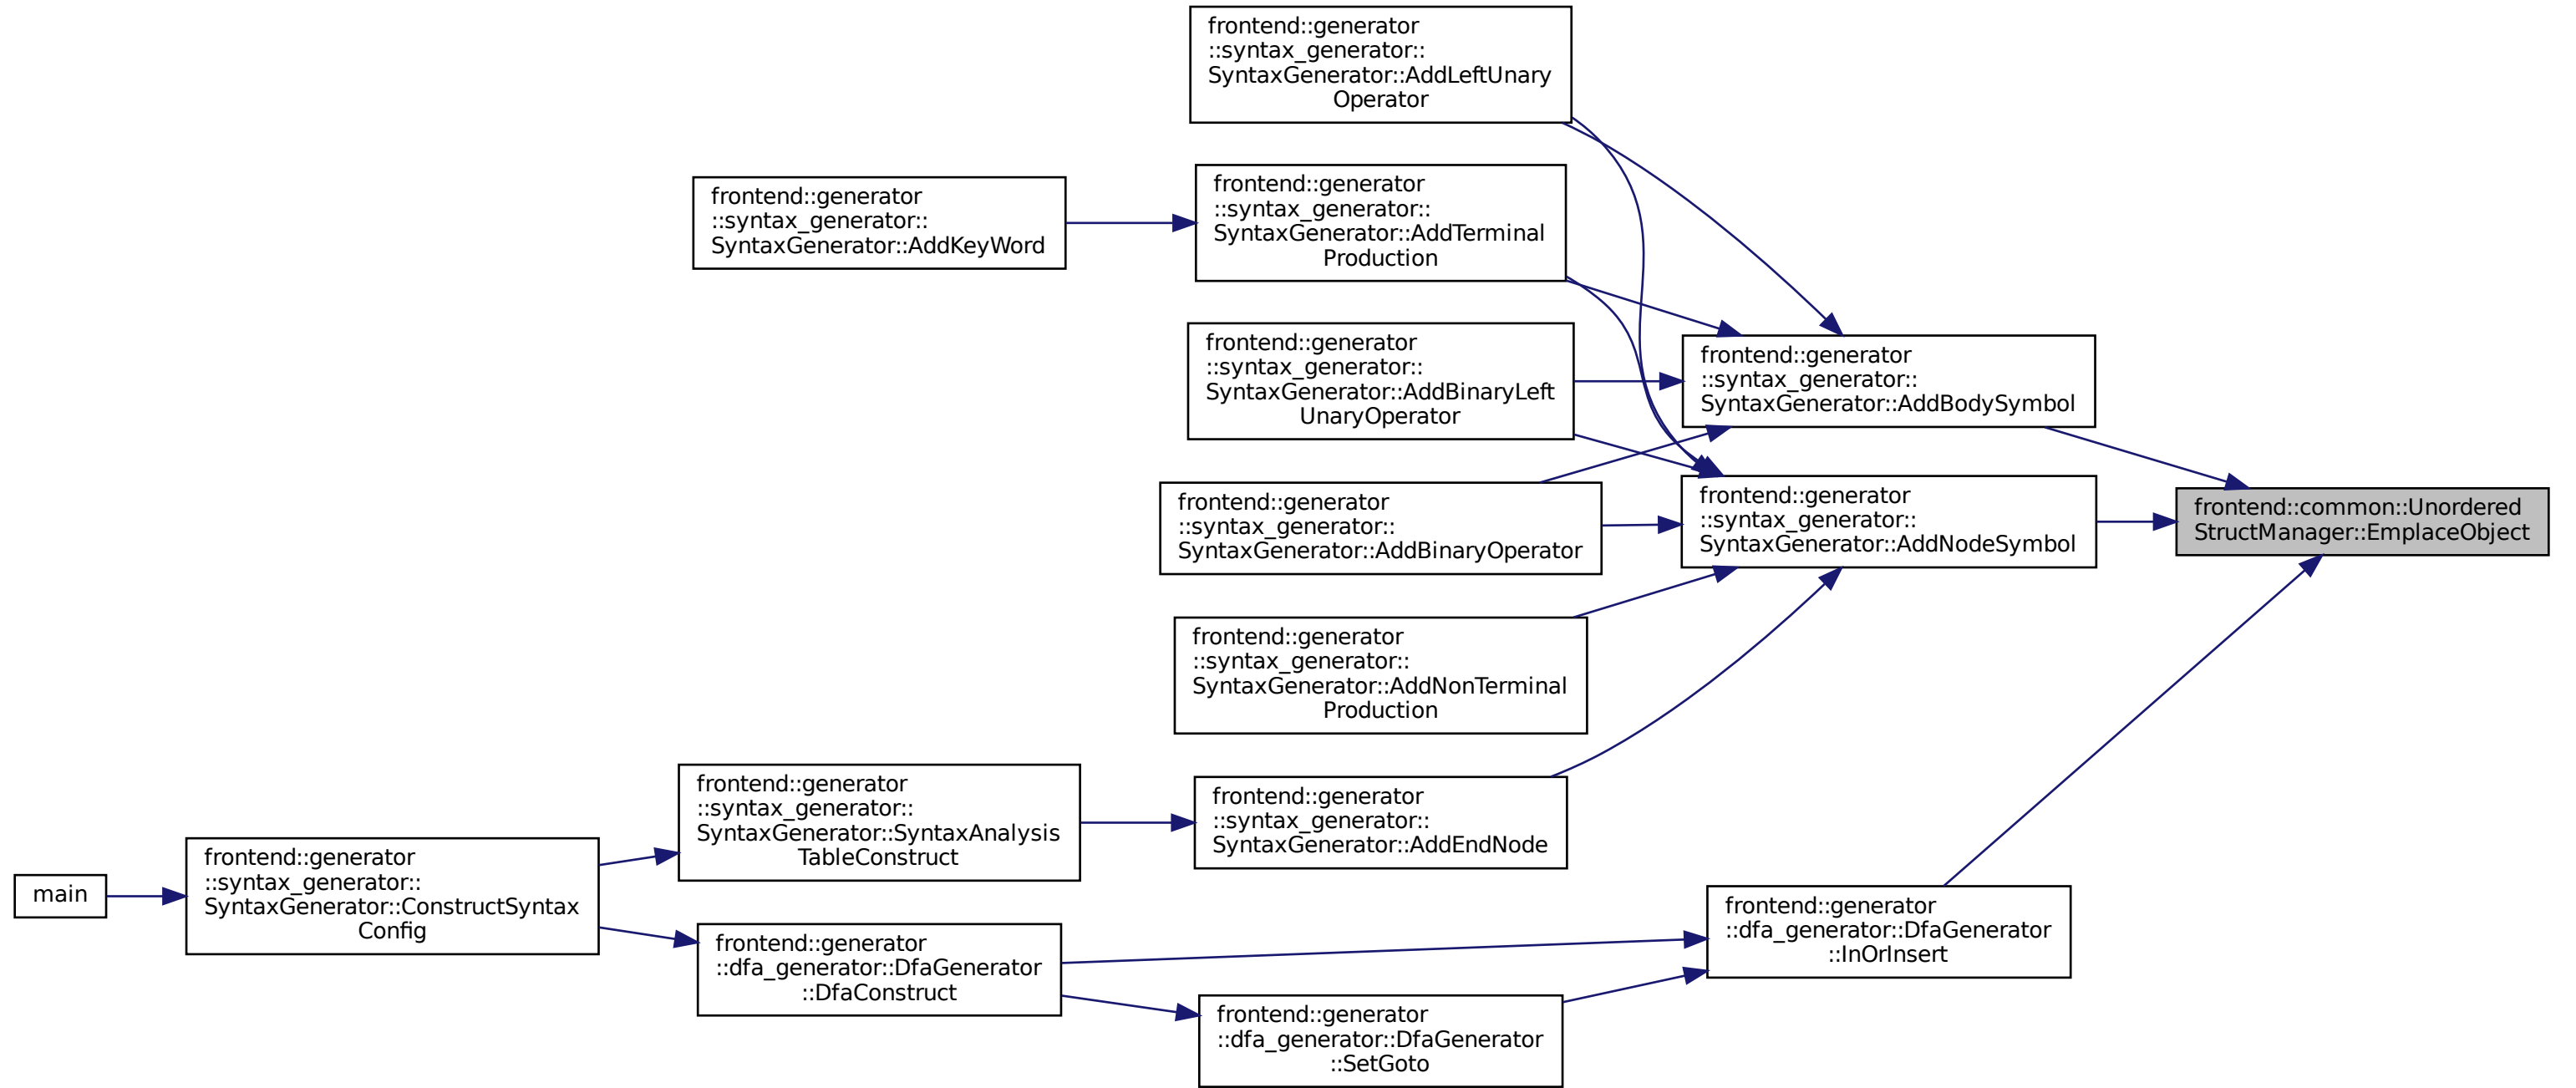 frontend::generator
::syntax_generator::
SyntaxGenerator::AddLeftUnary
Operator
frontend::generator
::syntax_generator::
SyntaxGenerator::AddKeyWord
frontend::generator
::syntax_generator::
SyntaxGenerator::AddTerminal
Production
frontend::generator
::syntax_generator::
SyntaxGenerator::AddBinaryLeft
UnaryOperator
frontend::generator
::syntax_generator::
SyntaxGenerator::AddBodySymbol
frontend::generator
::syntax_generator::
SyntaxGenerator::AddBinaryOperator
frontend::generator
::syntax_generator::
SyntaxGenerator::AddNodeSymbol
frontend::common::Unordered
StructManager::EmplaceObject
frontend::generator
::syntax_generator::
SyntaxGenerator::AddNonTerminal
Production
frontend::generator
::syntax_generator::
SyntaxGenerator::SyntaxAnalysis
TableConstruct
frontend::generator
::syntax_generator::
SyntaxGenerator::AddEndNode
main
frontend::generator
::syntax_generator::
SyntaxGenerator::ConstructSyntax
Config
frontend::generator
::dfa_generator::DfaGenerator
::DfaConstruct
frontend::generator
::dfa_generator::DfaGenerator
::InOrInsert
frontend::generator
::dfa_generator::DfaGenerator
::SetGoto